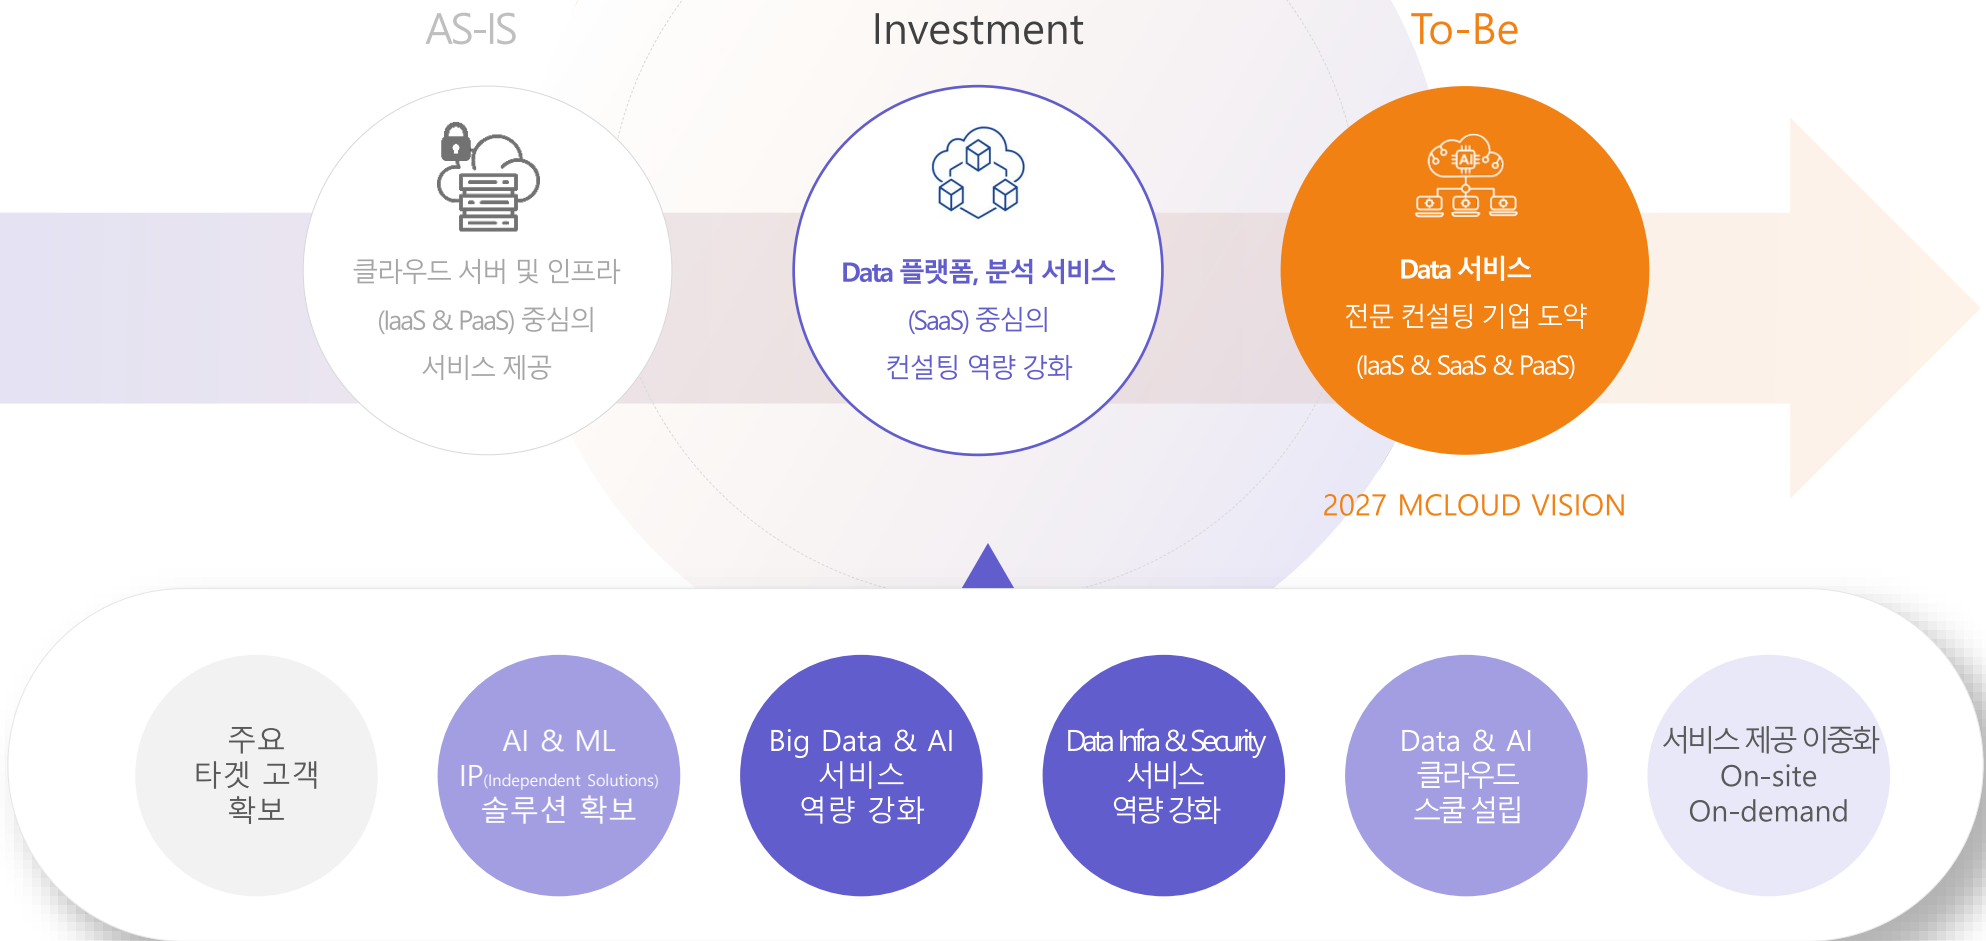 AS-IS
Investment
To-Be
클라우드 서버 및 인프라
(IaaS & PaaS) 중심의
서비스 제공
Data 플랫폼, 분석 서비스
(SaaS) 중심의
컨설팅 역량 강화
AI
Data 서비스
전문 컨설팅 기업 도약
(IaaS & SaaS & PaaS)
2027 MCLOUD VISION
주요
타겟 고객
확보
AI & ML
IP(Independent Solutions)
솔루션 확보
Big Data & AI
서비스
역량 강화
Data Infra & Security
서비스
역량 강화
Data & AI
클라우드
스쿨 설립
서비스 제공 이중화
On-site
On-demand